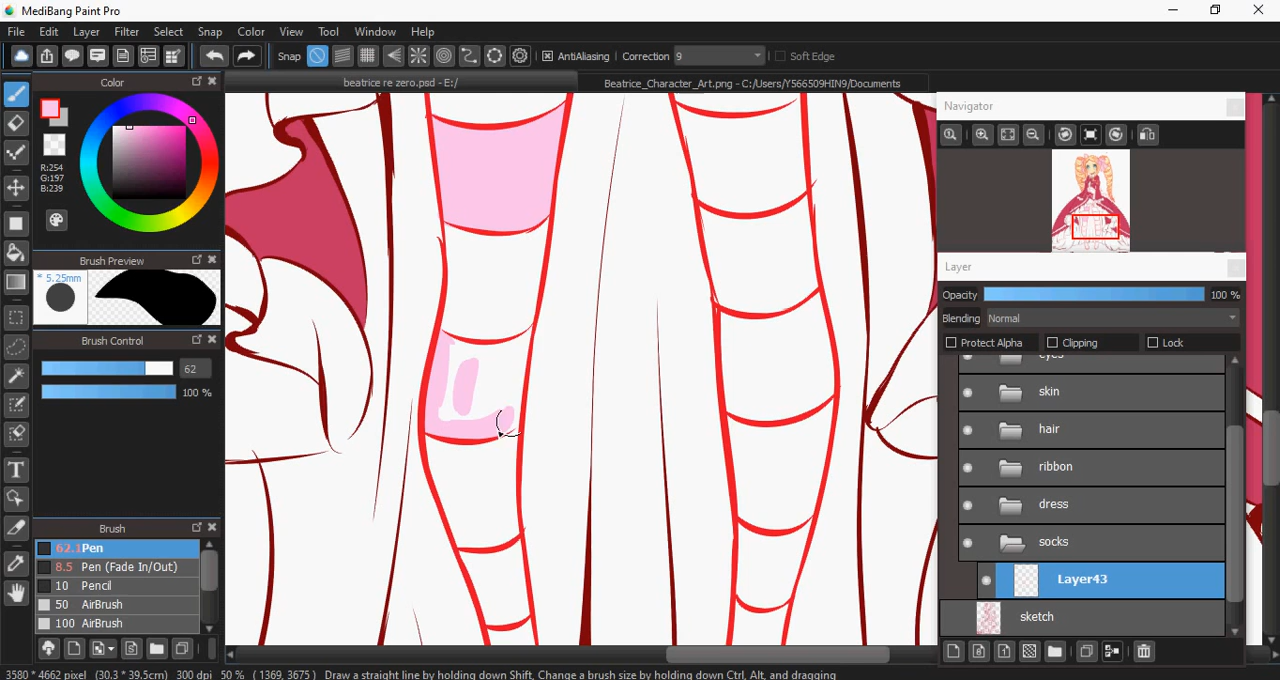 MediBang Paint Pro
File Edit Layer Filter Select Snap Color View Tool Window Help
Snap AntiAliasing Correction 9 Soft Edge
Color
beatrice re zero.psd - E:/
Beatrice_Character_Art.png - C:/Users/Y566509HIN9/Documents
Navigator
R:254
G:197
B:239
Brush Preview
* 5.25mm
Layer
Opacity 100 %
Blending Normal
Protect Alpha Clipping Lock
Brush Control
62
100 %
eyes
skin
hair
ribbon
dress
socks
Layer43
sketch
Brush
62.1 Pen
8.5 Pen (Fade In/Out)
10 Pencil
50 AirBrush
100 AirBrush
3580 * 4662 pixel (30.3 * 39.5cm) 300 dpi 50 % ( 1369, 3675 ) Draw a straight line by holding down Shift, Change a brush size by holding down Ctrl, Alt, and dragging